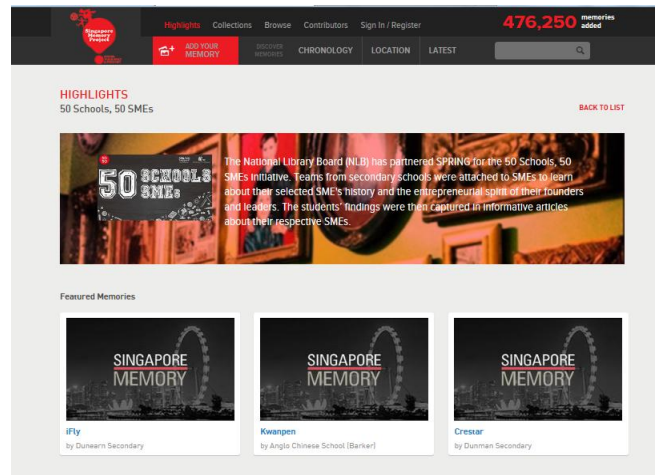 Singapore
Memory
Project
Highlights Collections Browse Contributors Sign In / Register
476,250 memories
added
ADD YOUR
MEMORY
DISCOVER
MEMORIES
CHRONOLOGY LOCATION LATEST
HIGHLIGHTS
50 Schools, 50 SMEs
BACK TO LIST
50 SCHOOLS
SMEs
The National Library Board (NLB) has partnered SPRING for the 50 Schools, 50
SMEs Initiative. Teams from secondary schools were attached to SMEs to learn
about their selected SME's history and the entrepreneurial spirit of their founders
and leaders. The students' findings were then captured in informative articles
about their respective SMEs.
Featured Memories
SINGAPORE
MEMORY
iFly
by Dunearn Secondary
SINGAPORE
MEMORY
Kwanpen
by Anglo Chinese School (Barker)
SINGAPORE
MEMORY
Crestar
by Dunman Secondary